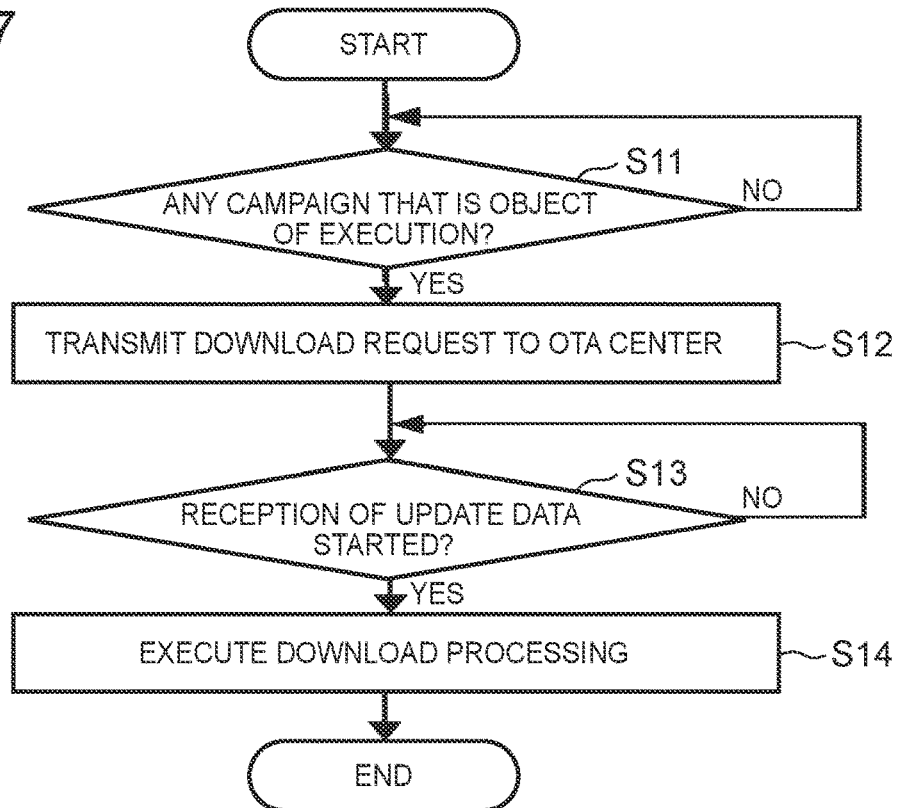 7
START
S11
ANY CAMPAIGN THAT IS OBJECT
OF EXECUTION?
NO
YES
TRANSMIT DOWNLOAD REQUEST TO OTA CENTER
S12
S13
RECEPTION OF UPDATE DATA
STARTED?
NO
YES
EXECUTE DOWNLOAD PROCESSING
S14
END